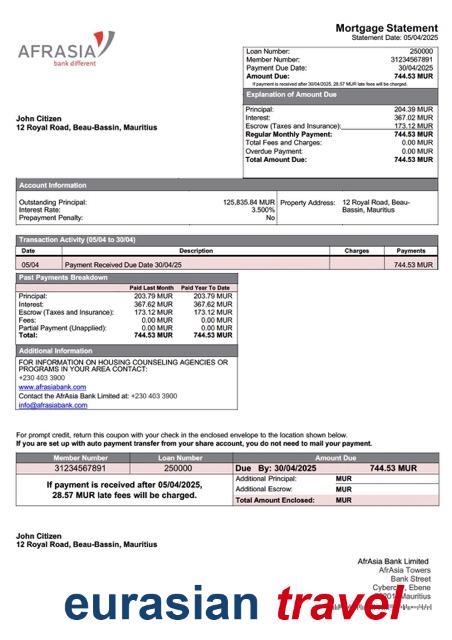 AFRASIA
bank different
Mortgage Statement
Statement Date: 05/04/2025
Loan Number: 250000
Member Number: 31234567891
Payment Due Date: 30/04/2025
Amount Due: 744.53 MUR
If payment is received after 30/04/2025, 28.57 MUR late fees will be charged.
Explanation of Amount Due
Principal: 204.39 MUR
Interest: 367.02 MUR
Escrow (Taxes and Insurance): 173.12 MUR
Regular Monthly Payment: 744.53 MUR
Total Fees and Charges: 0.00 MUR
Overdue Payment: 0.00 MUR
Total Amount Due: 744.53 MUR
John Citizen
12 Royal Road, Beau-Bassin, Mauritius
Account Information
Outstanding Principal: 125,835.84 MUR
Interest Rate: 3.500%
Prepayment Penalty: No
Property Address: 12 Royal Road, Beau-
Bassin, Mauritius
Transaction Activity (05/04 to 30/04)
Date Description Charges Payments
05/04 Payment Received Due Date 30/04/25 744.53 MUR
Past Payments Breakdown
Paid Last Month Paid Year To Date
Principal: 203.79 MUR 203.79 MUR
Interest: 367.62 MUR 367.62 MUR
Escrow (Taxes and Insurance): 173.12 MUR 173.12 MUR
Fees: 0.00 MUR 0.00 MUR
Partial Payment (Unapplied): 0.00 MUR 0.00 MUR
Total: 744.53 MUR 744.53 MUR
Additional Information
FOR INFORMATION ON HOUSING COUNSELING AGENCIES OR
PROGRAMS IN YOUR AREA CONTACT:
+230 403 3900
www.afrasiabank.com
Contact the AfrAsia Bank Limited at: +230 403 3900
info@afrasiabank.com
For prompt credit, return this coupon with your check in the enclosed envelope to the location shown below.
If you are set up with auto payment transfer from your share account, you do not need to mail your payment.
Member Number Loan Number Amount Due
31234567891 250000 Due By: 30/04/2025 744.53 MUR
If payment is received after 05/04/2025,
28.57 MUR late fees will be charged.
Additional Principal: MUR
Additional Escrow: MUR
Total Amount Enclosed: MUR
John Citizen
12 Royal Road, Beau-Bassin, Mauritius
AfrAsia Bank Limited
AfrAsia Towers
Bank Street
Ebene
Mauritius
eurasian travel